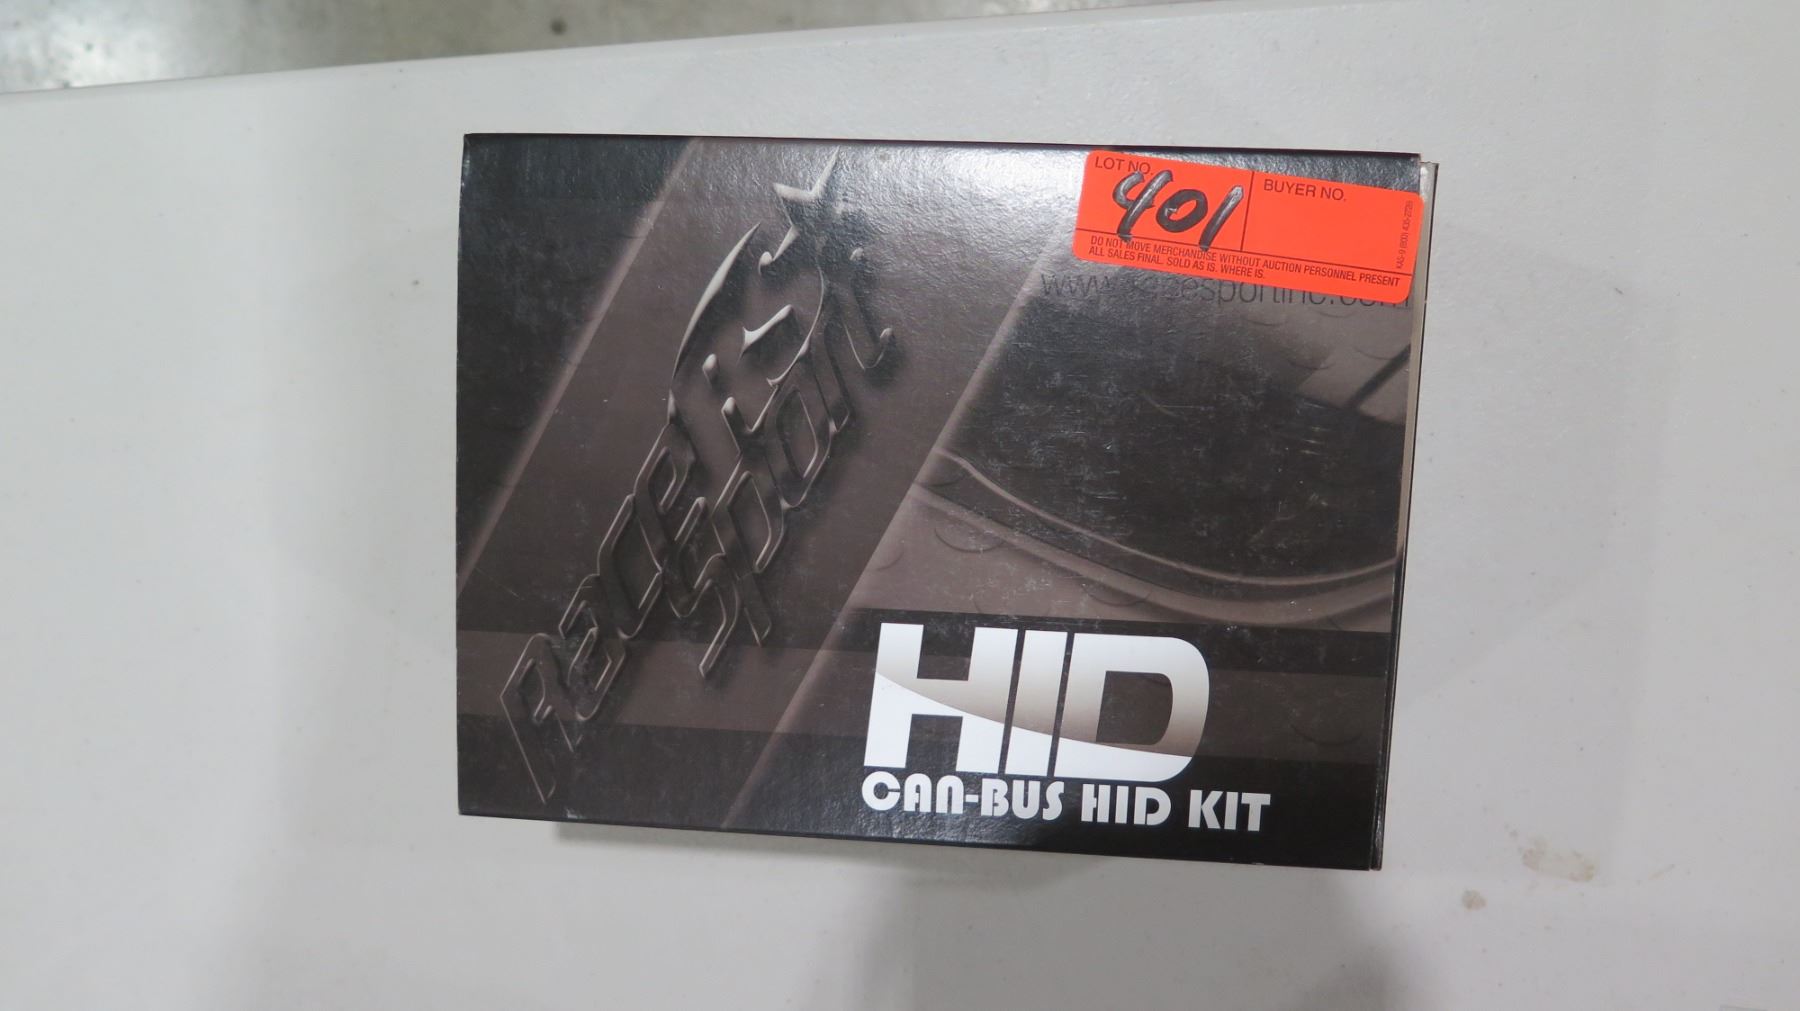 LOT NO.
401
BUYER NO.
DO NOT MOVE MERCHANDISE WITHOUT AUCTION PERSONNEL PRESENT
ALL SALES FINAL. SOLD AS IS. WHERE IS.
Race
Sport
HID
CAN-BUS HID KIT